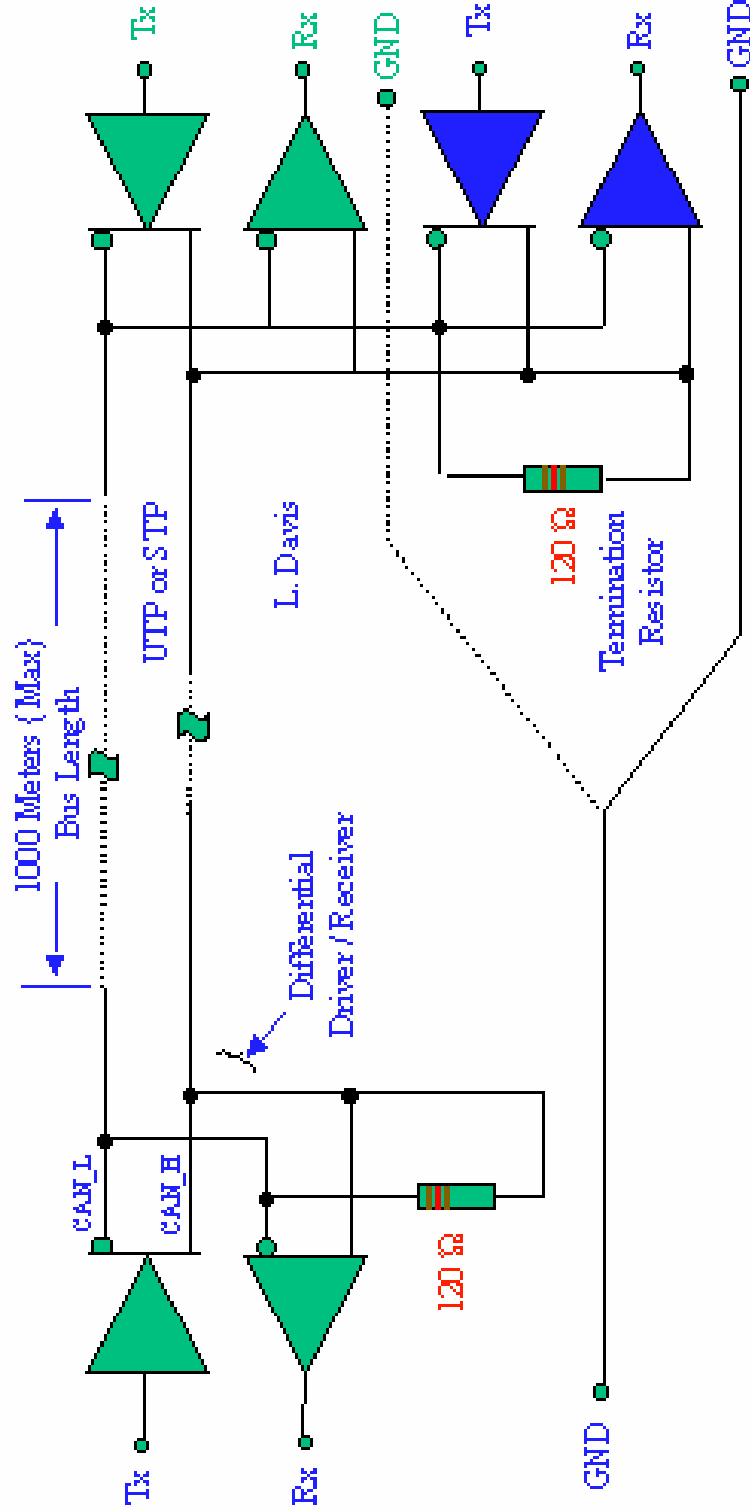 1000 Meters { Max}
Bus Length
CAN_L
Tx
UTP or STP
Tx
CAN_H
Rx
Differential
Driver / Receiver
L. Davis
Rx
GND
120 Ω
Tx
120 Ω
GND
Termination
Resistor
Rx
GND